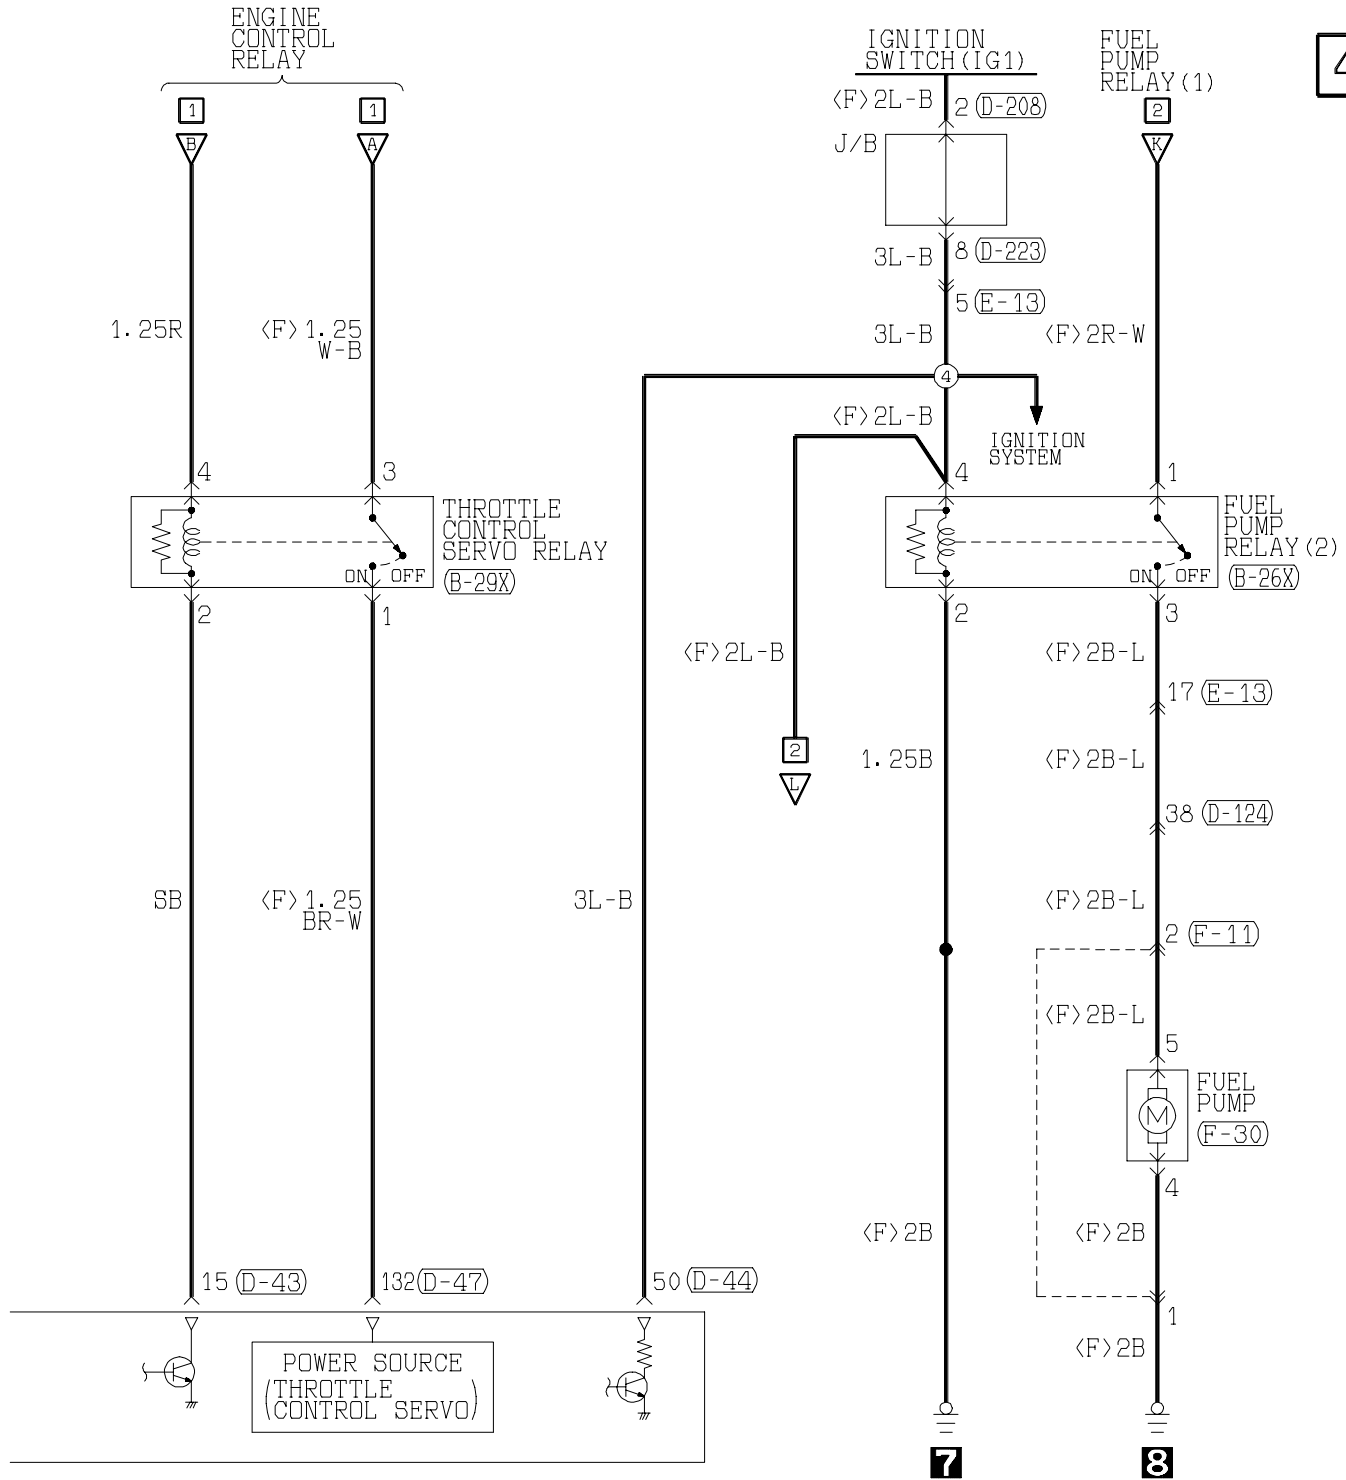 ENGINE
CONTROL
RELAY
IGNITION
SWITCH(IG1)
FUEL
PUMP
RELAY(1)
4
1
1
2
B
A
K
<F>2L-B
2 (D-208)
J/B
3L-B
8 (D-223)
5 (E-13)
1.25R
<F>1.25
W-B
3L-B
<F>2R-W
4
<F>2L-B
IGNITION
SYSTEM
4
3
4
1
THROTTLE
CONTROL
SERVO RELAY
(B-29X)
ON OFF
FUEL
PUMP
RELAY(2)
(B-26X)
ON OFF
2
1
2
3
<F>2L-B
<F>2B-L
17 (E-13)
2
L
1.25B
<F>2B-L
38 (D-124)
SB
<F>1.25
BR-W
3L-B
<F>2B-L
2 (F-11)
<F>2B-L
5
M
FUEL
PUMP
(F-30)
4
<F>2B
<F>2B
15 (D-43)
132 (D-47)
50 (D-44)
1
<F>2B
POWER SOURCE
(THROTTLE
CONTROL SERVO)
7
8